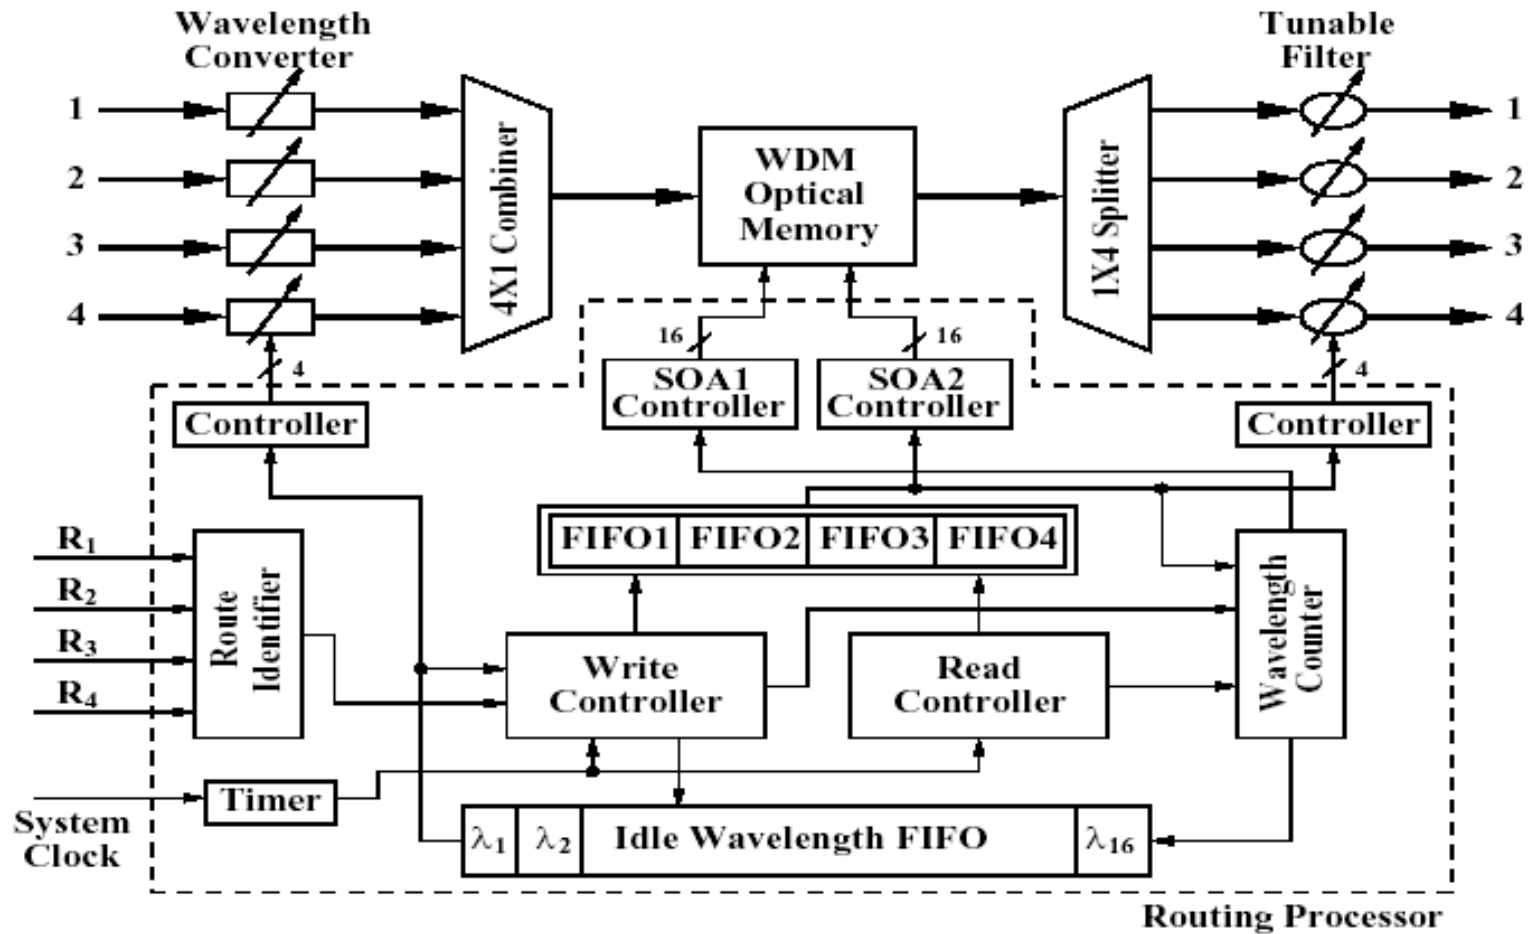 Wavelength
Converter
Tunable
Filter
1
2
3
4
4X1 Combiner
WDM
Optical
Memory
1X4 Splitter
1
2
3
4
16
16
4
4
SOA1
Controller
SOA2
Controller
Controller
Controller
R1
R2
R3
R4
Route
Identifier
FIFO1
FIFO2
FIFO3
FIFO4
Write
Controller
Read
Controller
Wavelength
Counter
System
Clock
Timer
λ1
λ2
Idle Wavelength FIFO
λ16
Routing Processor